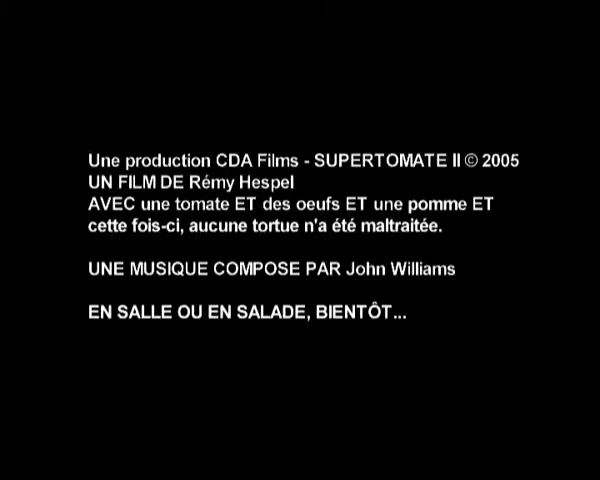 Une production CDA Films - SUPERTOMATE II © 2005
UN FILM DE Rémy Hespel
AVEC une tomate ET des oeufs ET une pomme ET
cette fois-ci, aucune tortue n'a été maltraitée.
UNE MUSIQUE COMPOSE PAR John Williams
EN SALLE OU EN SALADE, BIENTÔT...